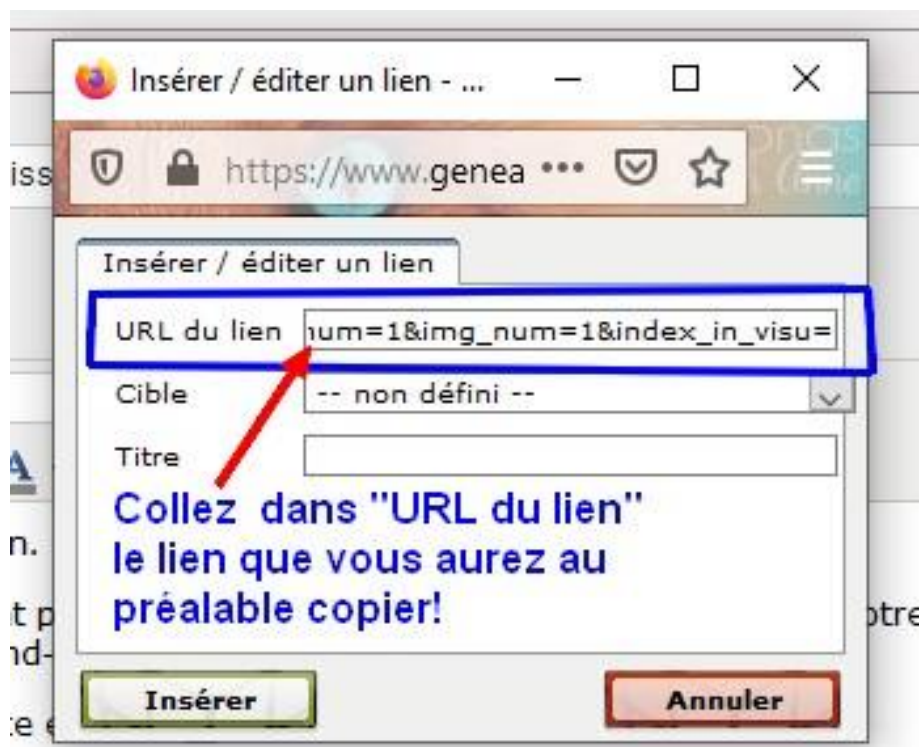 Insérer / éditer un lien - ...
https://www.genea
Insérer / éditer un lien
URL du lien num=1&img_num=1&index_in_visu=
Cible -- non défini --
Titre
Collez dans "URL du lien"
le lien que vous aurez au
préalable copier!
Insérer Annuler